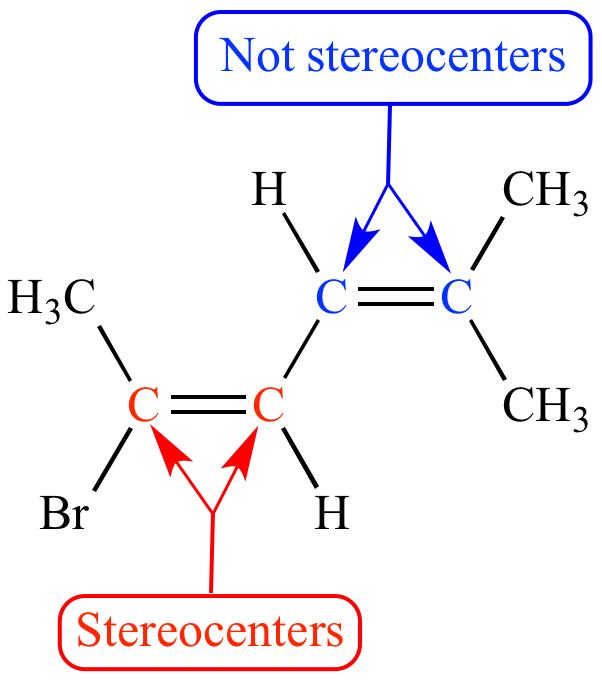 Not stereocenters
H CH₃
H₃C C C
C C CH₃
Br H
Stereocenters